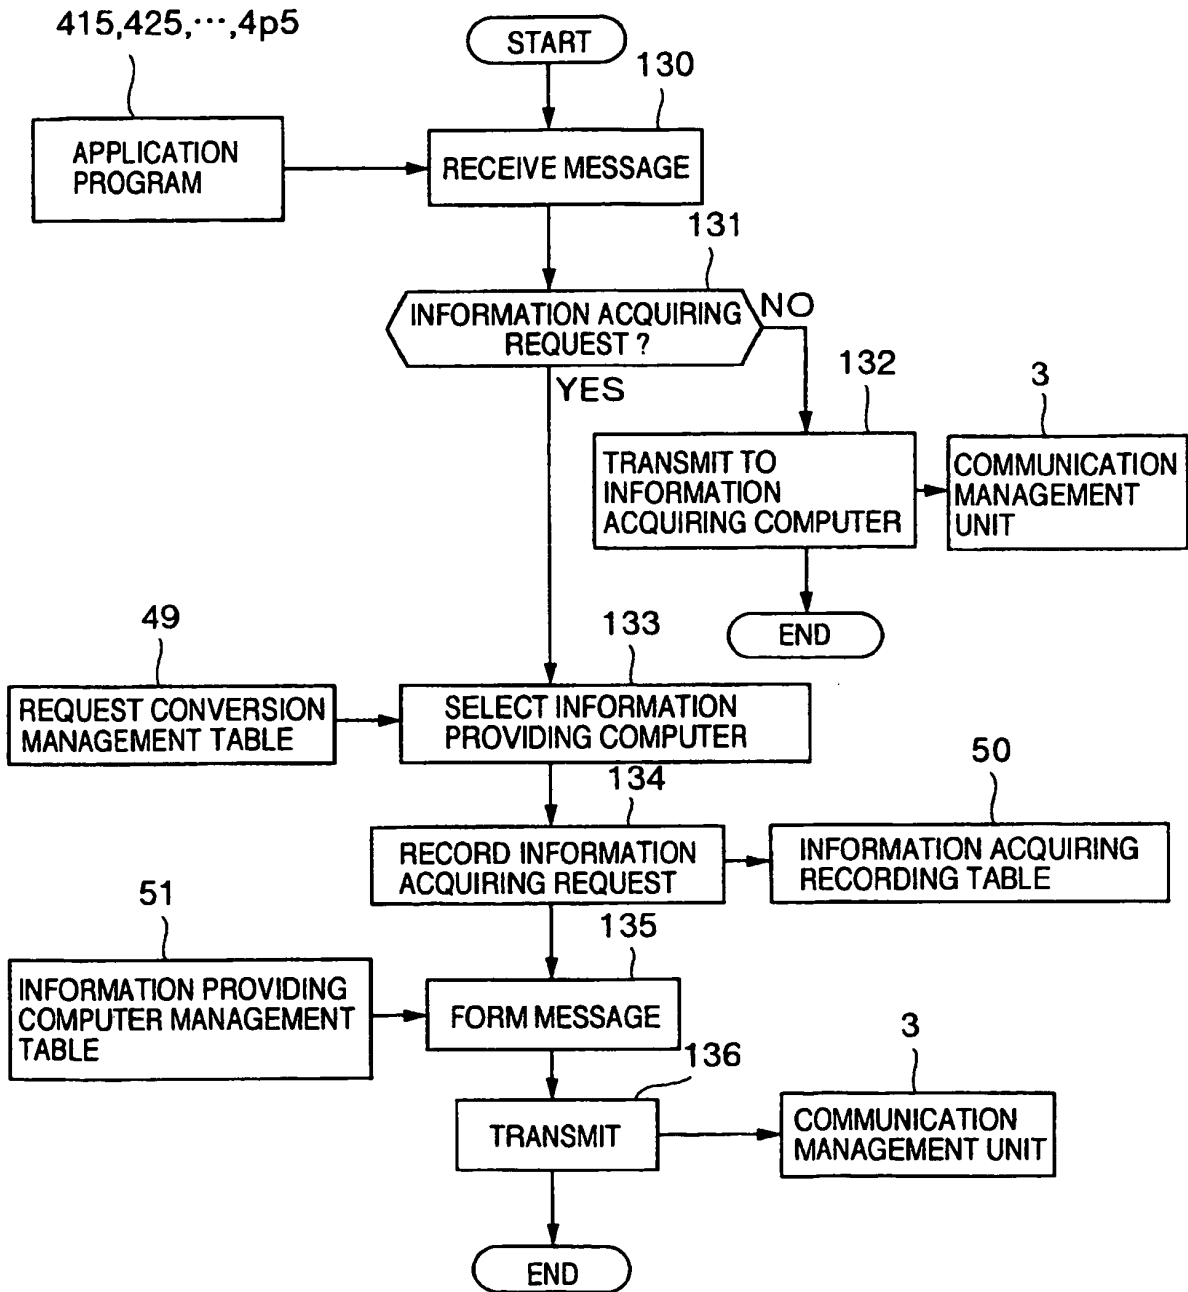 415,425,···,4p5
START
130
APPLICATION
PROGRAM
RECEIVE MESSAGE
131
INFORMATION ACQUIRING
REQUEST ?
NO
YES
132
3
TRANSMIT TO
INFORMATION
ACQUIRING COMPUTER
COMMUNICATION
MANAGEMENT
UNIT
END
49
133
REQUEST CONVERSION
MANAGEMENT TABLE
SELECT INFORMATION
PROVIDING COMPUTER
134
50
RECORD INFORMATION
ACQUIRING REQUEST
INFORMATION ACQUIRING
RECORDING TABLE
51
135
INFORMATION PROVIDING
COMPUTER MANAGEMENT
TABLE
FORM MESSAGE
136
3
TRANSMIT
COMMUNICATION
MANAGEMENT UNIT
END